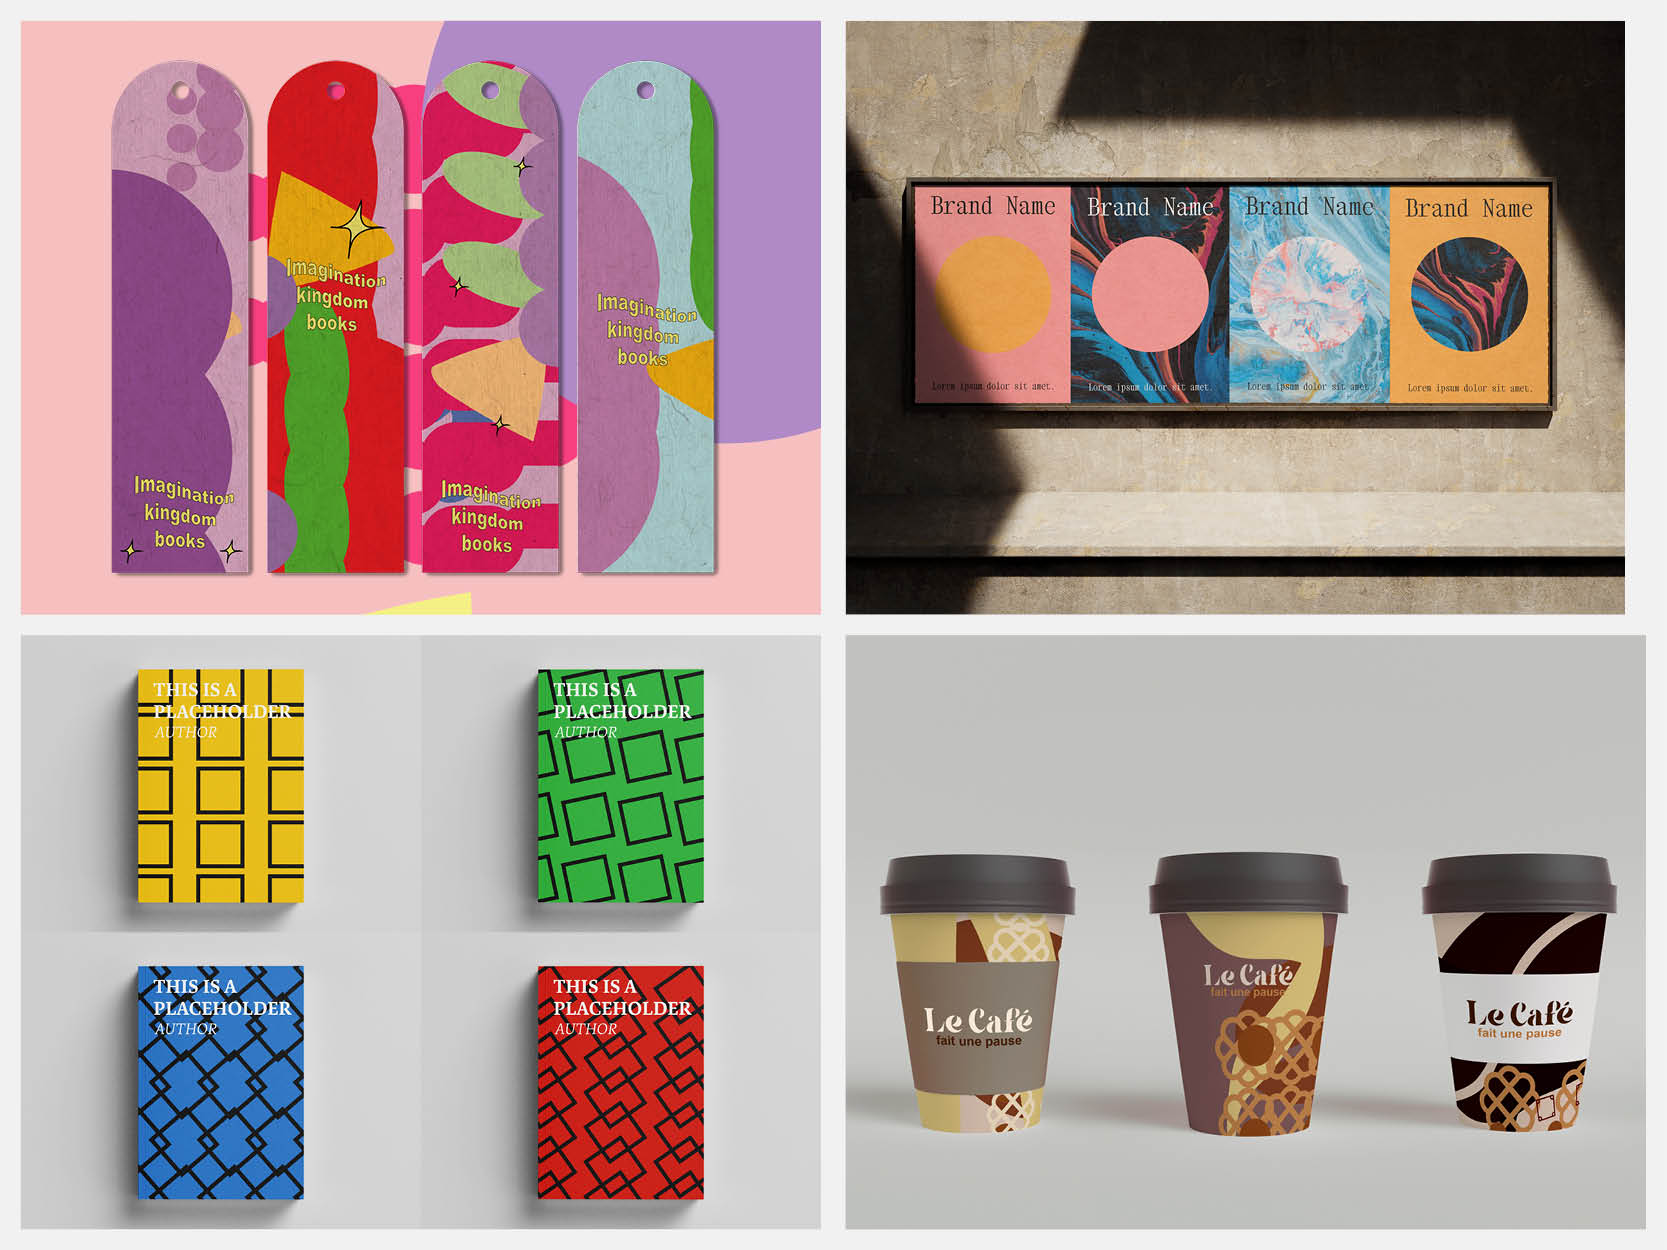 Imagination
kingdom
books
Imagination
kingdom
books
Imagination
kingdom
books
Imagination
kingdom
books
Brand Name
Lorem ipsum dolor sit amet.
Brand Name
Lorem ipsum dolor sit amet.
Brand Name
Lorem ipsum dolor sit amet.
Brand Name
Lorem ipsum dolor sit amet.
THIS IS A
PLACEHOLDER
AUTHOR
THIS IS A
PLACEHOLDER
AUTHOR
THIS IS A
PLACEHOLDER
AUTHOR
THIS IS A
PLACEHOLDER
AUTHOR
Le Café
fait une pause
Le Café
fait une pause
Le Café
fait une pause